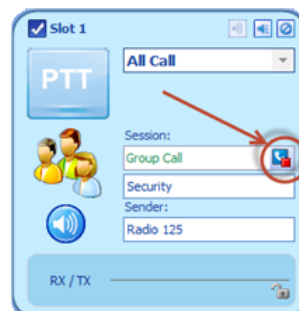 Slot 1
PTT
All Call
Session:
Group Call
Security
Sender:
Radio 125
RX / TX